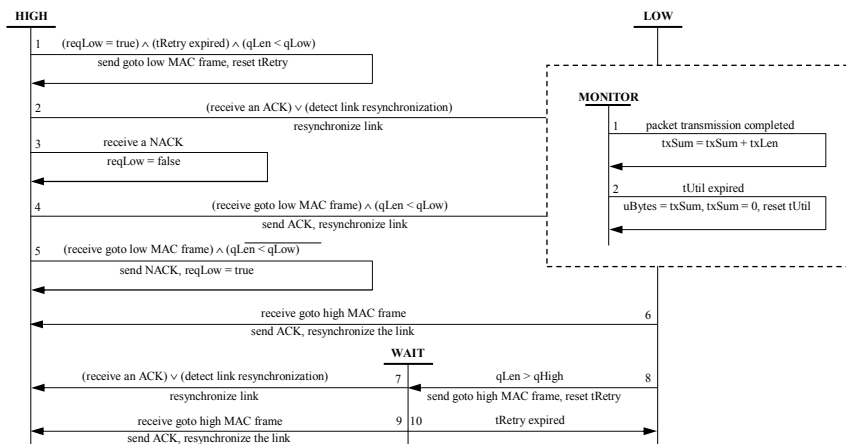 HIGH
LOW
1 (reqLow = true) ∧ (tRetry expired) ∧ (qLen < qLow)
send goto low MAC frame, reset tRetry
2 (receive an ACK) ∨ (detect link resynchronization)
resynchronize link
3 receive a NACK
reqLow = false
4 (receive goto low MAC frame) ∧ (qLen < qLow)
send ACK, resynchronize link
5 (receive goto low MAC frame) ∧ (q̅L̅e̅n̅ ̅<̅ ̅q̅L̅o̅w̅)
send NACK, reqLow = true
MONITOR
1 packet transmission completed
txSum = txSum + txLen
2 tUtil expired
uBytes = txSum, txSum = 0, reset tUtil
receive goto high MAC frame 6
send ACK, resynchronize the link
WAIT
(receive an ACK) ∨ (detect link resynchronization) 7
resynchronize link
qLen > qHigh 8
send goto high MAC frame, reset tRetry
receive goto high MAC frame 9
send ACK, resynchronize the link
10 tRetry expired